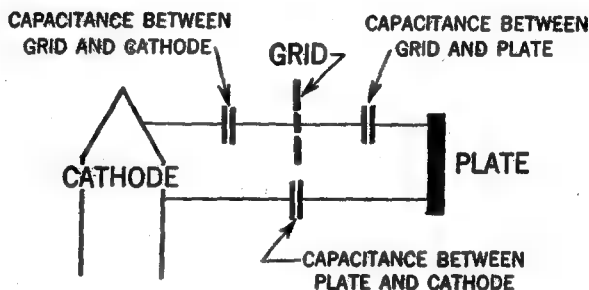 CAPACITANCE BETWEEN
GRID AND CATHODE
GRID
CAPACITANCE BETWEEN
GRID AND PLATE
CATHODE
PLATE
CAPACITANCE BETWEEN
PLATE AND CATHODE